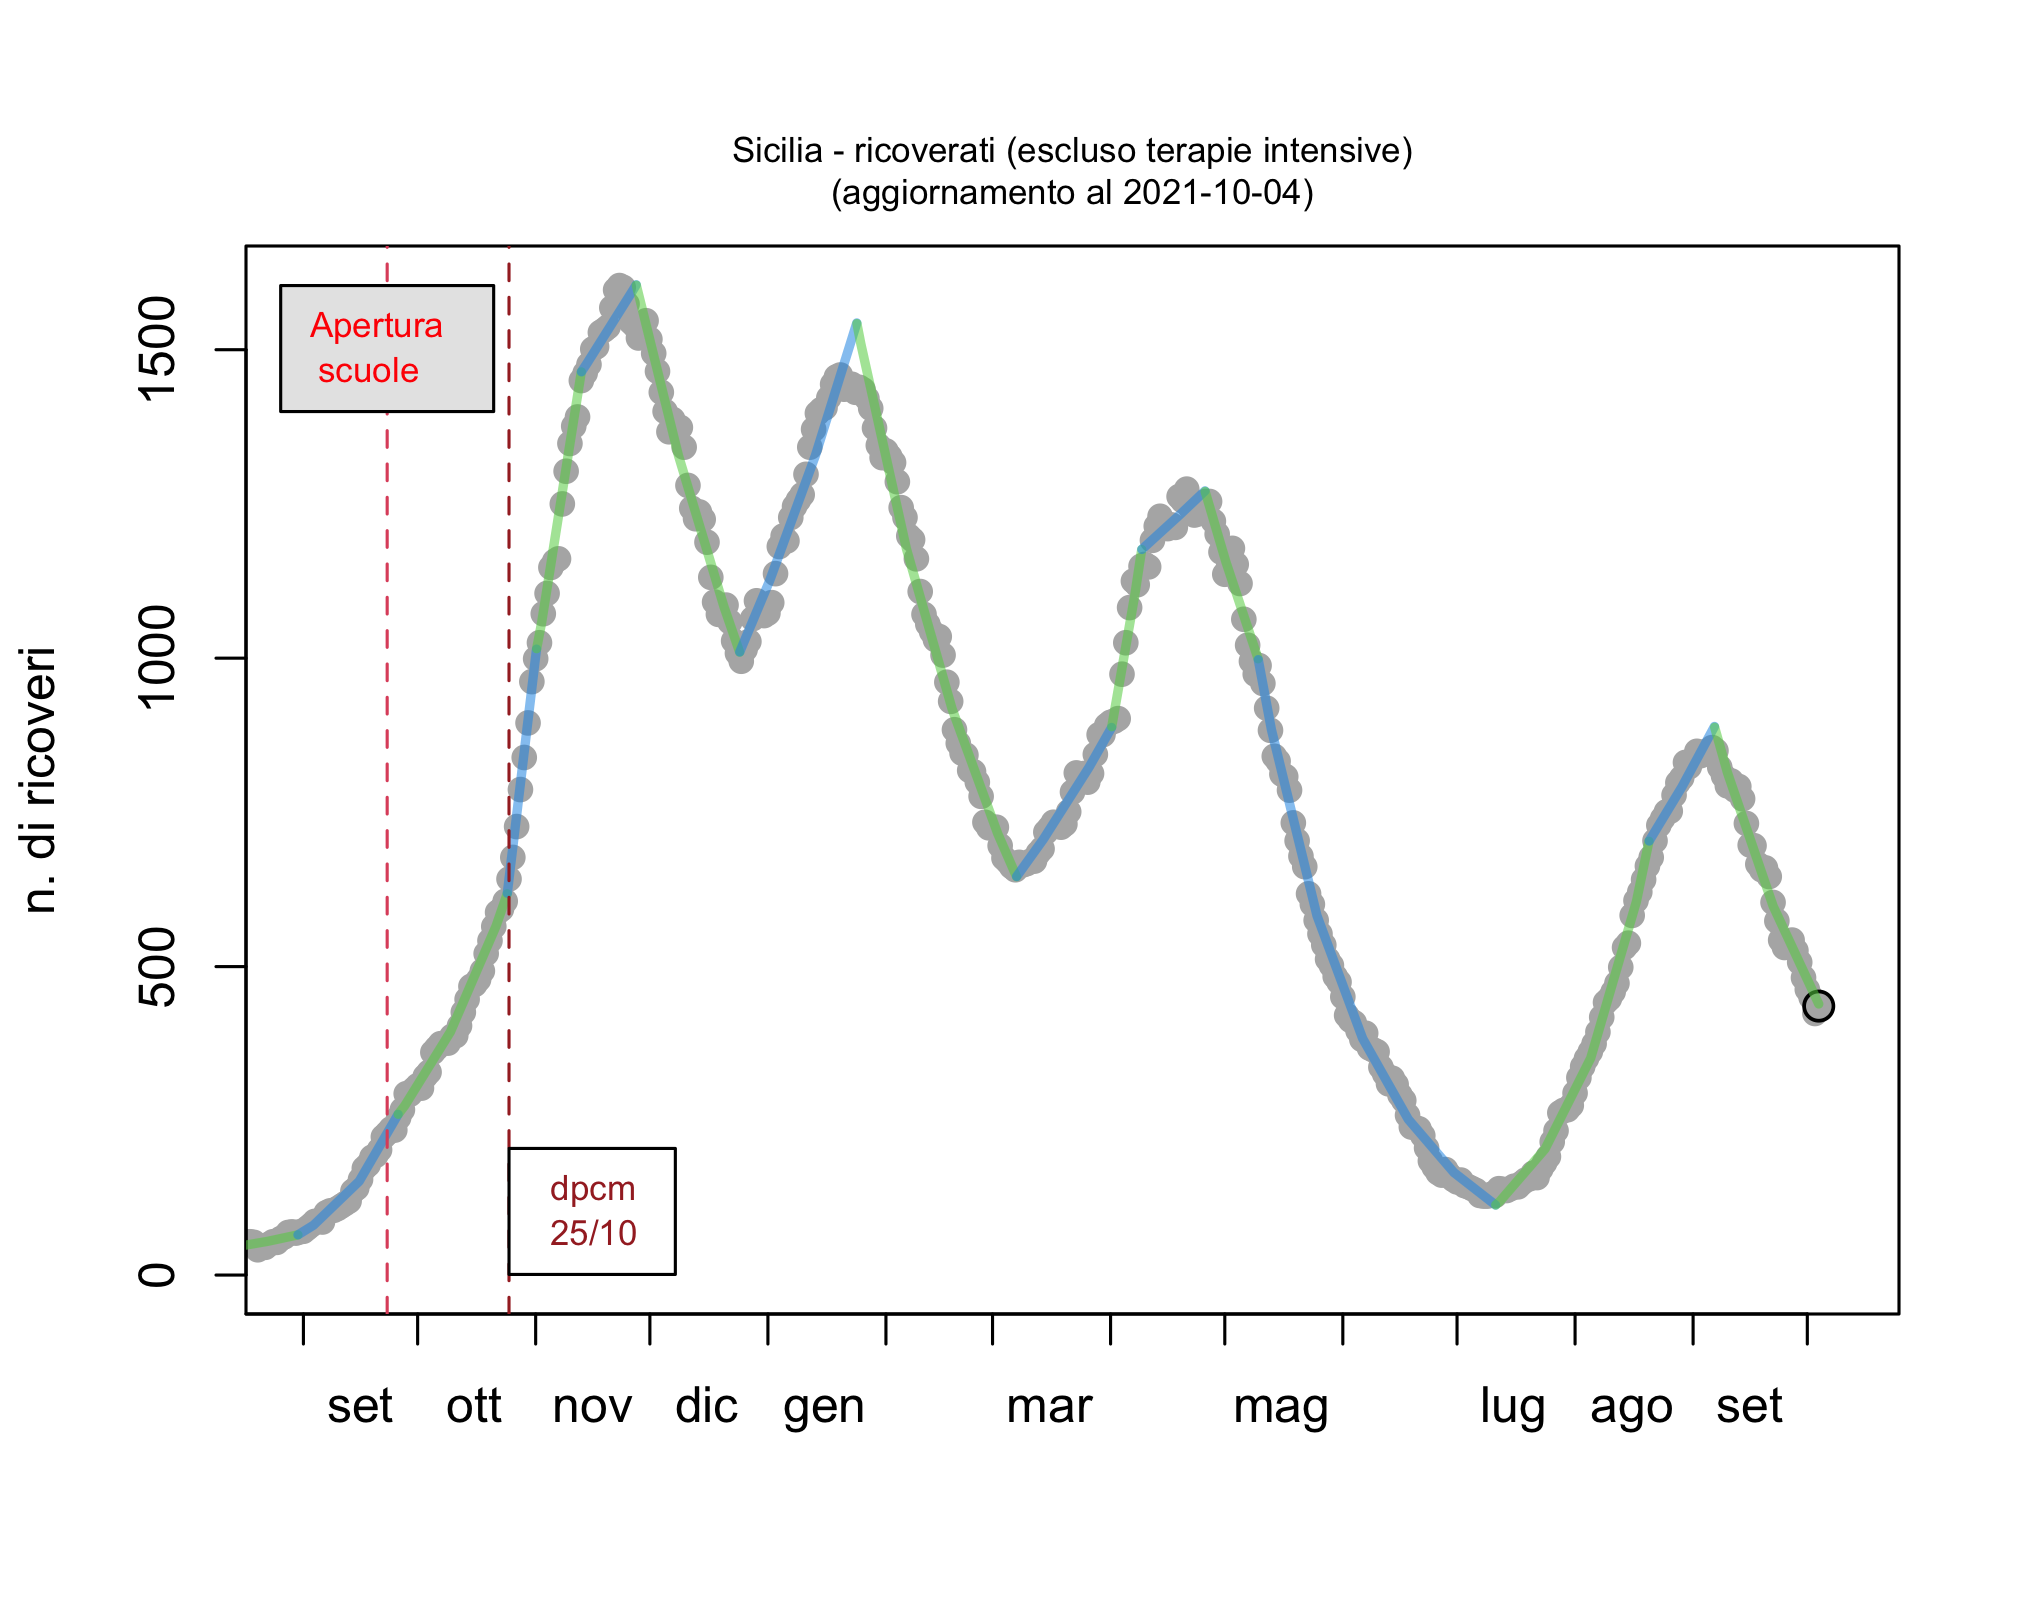 Sicilia - ricoverati (escluso terapie intensive)
(aggiornamento al 2021-10-04)
Apertura
scuole
dpcm
25/10
n. di ricoveri
1500
1000
500
0
set ott nov dic gen mar mag lug ago set